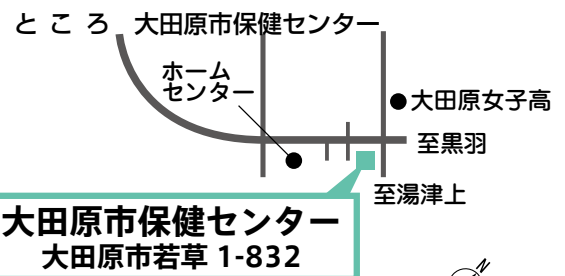 ところ 大田原市保健センター
ホーム
センター
●大田原女子高
至黒羽
至湯津上
大田原市保健センター
大田原市若草 1-832
N